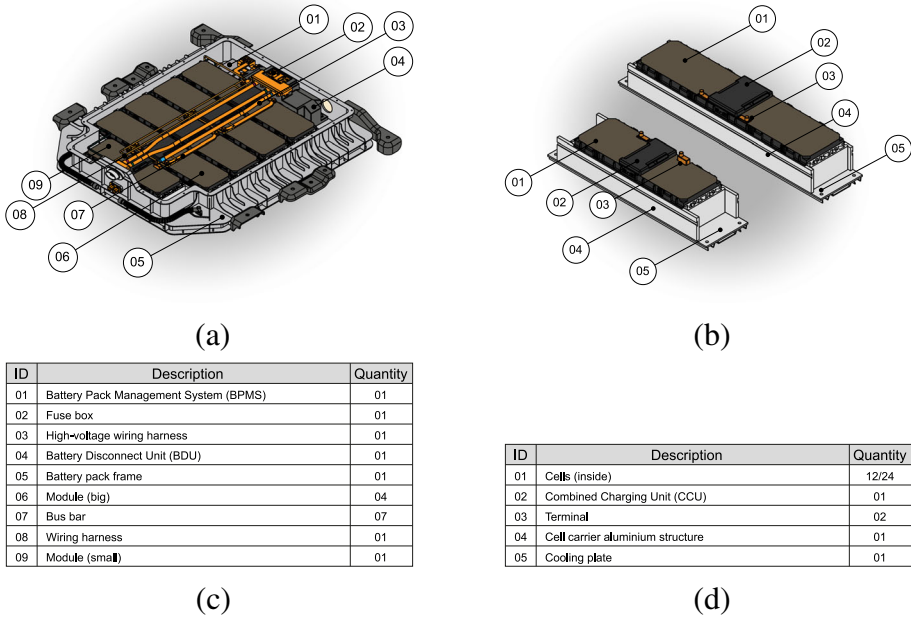 01
02
03
04
09
08
07
06
05
(a)
01
02
03
04
05
01
02
03
04
05
(b)
ID Description Quantity
01 Battery Pack Management System (BPMS) 01
02 Fuse box 01
03 High-voltage wiring harness 01
04 Battery Disconnect Unit (BDU) 01
05 Battery pack frame 01
06 Module (big) 04
07 Bus bar 07
08 Wiring harness 01
09 Module (small) 01
(c)
ID Description Quantity
01 Cells (inside) 12/24
02 Combined Charging Unit (CCU) 01
03 Terminal 02
04 Cell carrier aluminium structure 01
05 Cooling plate 01
(d)